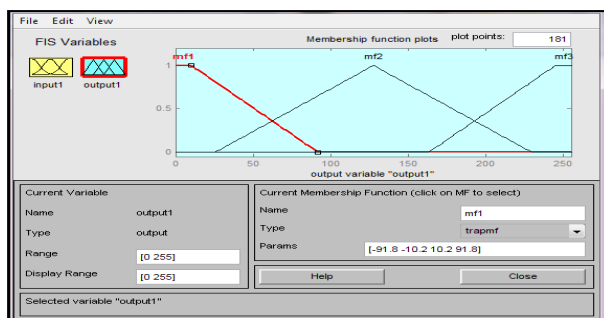 File Edit View
FIS Variables
input1 output1
Membership function plots plot points: 181
mf1 mf2 mf3
1
0.5
0
0 50 100 150 200 250
output variable "output1"
Current Variable
Name output1
Type output
Range [0 255]
Display Range [0 255]
Current Membership Function (click on MF to select)
Name mf1
Type trapmf
Params [-91.8 -10.2 10.2 91.8]
Help Close
Selected variable "output1"